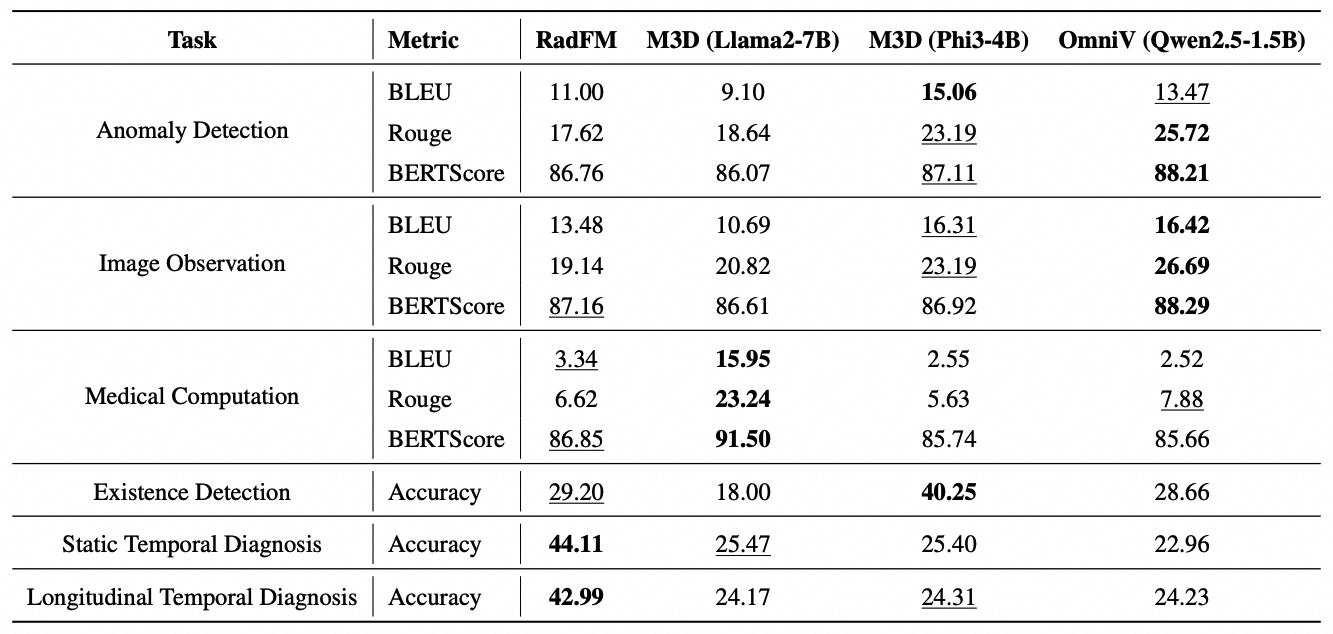 Task Metric RadFM M3D (Llama2-7B) M3D (Phi3-4B) OmniV (Qwen2.5-1.5B)
BLEU 11.00 9.10 15.06 13.47
Anomaly Detection Rouge 17.62 18.64 23.19 25.72
BERTScore 86.76 86.07 87.11 88.21
BLEU 13.48 10.69 16.31 16.42
Image Observation Rouge 19.14 20.82 23.19 26.69
BERTScore 87.16 86.61 86.92 88.29
BLEU 3.34 15.95 2.55 2.52
Medical Computation Rouge 6.62 23.24 5.63 7.88
BERTScore 86.85 91.50 85.74 85.66
Existence Detection Accuracy 29.20 18.00 40.25 28.66
Static Temporal Diagnosis Accuracy 44.11 25.47 25.40 22.96
Longitudinal Temporal Diagnosis Accuracy 42.99 24.17 24.31 24.23